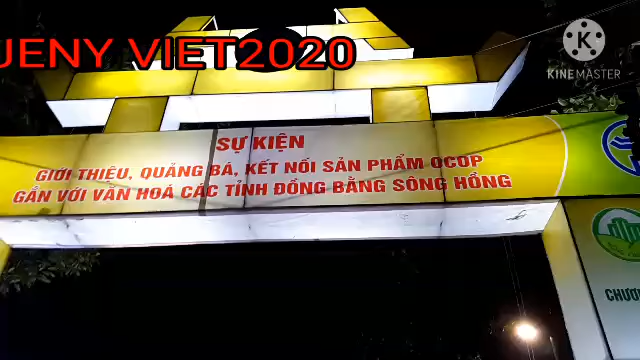 JENY VIET2020
KINEMASTER
SỰ KIỆN
GIỚI THIỆU, QUẢNG BÁ, KẾT NỐI SẢN PHẨM OCOP
GẮN VỚI VĂN HOÁ CÁC TỈNH ĐỒNG BẰNG SÔNG HỒNG